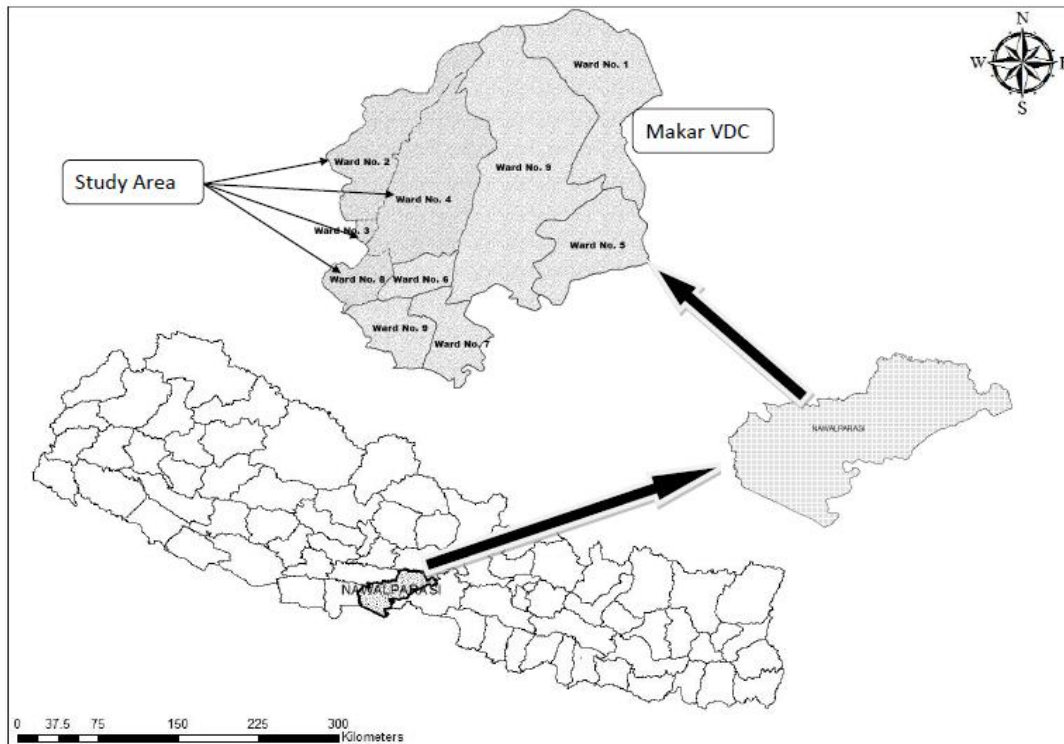 N
W
E
S
Ward No. 1
Makar VDC
Ward No. 2
Ward No. 9
Study Area
Ward No. 4
Ward No. 3
Ward No. 5
Ward No. 8
Ward No. 6
Ward No. 9
Ward No. 7
NAWALPARASI
NAWALPARASI
0 37.5 75 150 225 300
Kilometers